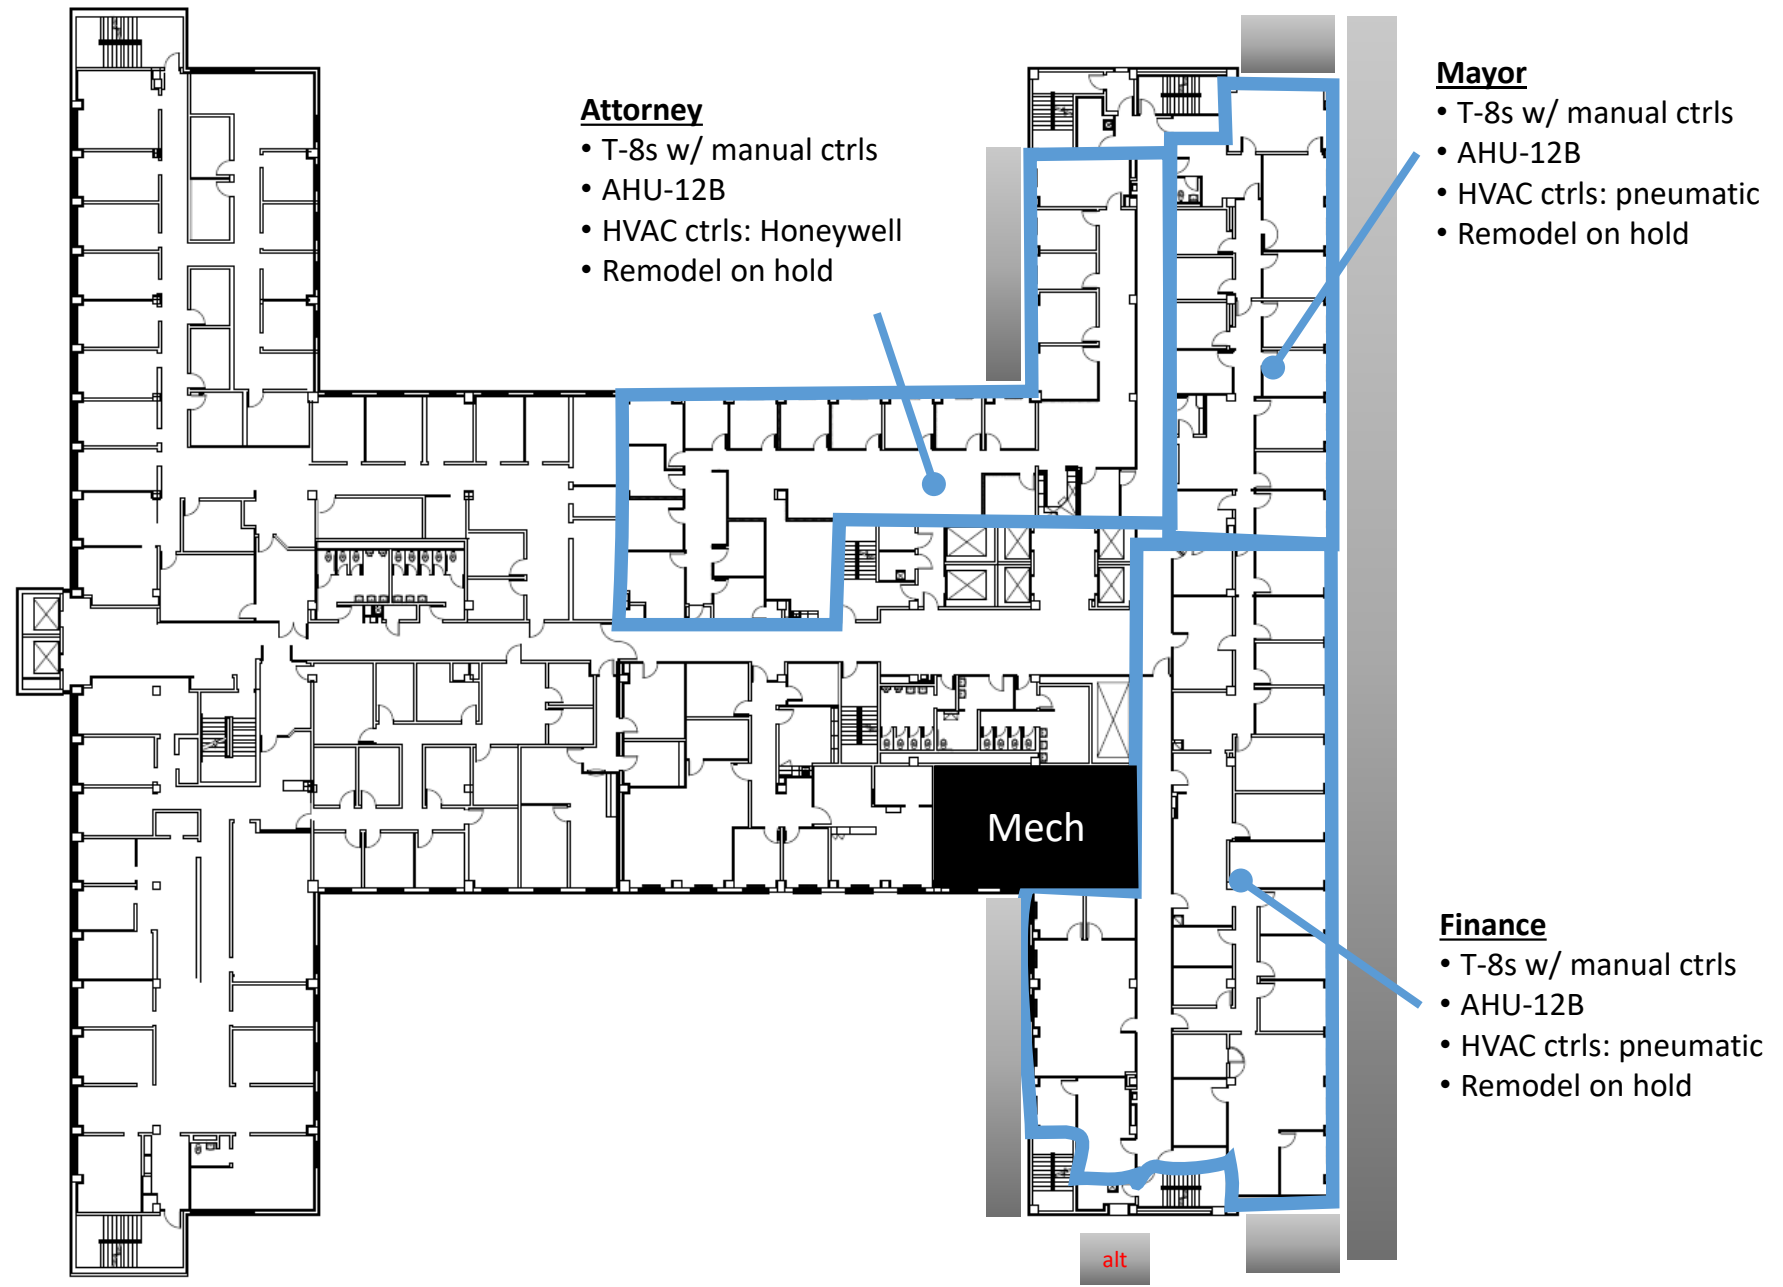 Attorney
• T-8s w/ manual ctrls
• AHU-12B
• HVAC ctrls: Honeywell
• Remodel on hold
Mayor
• T-8s w/ manual ctrls
• AHU-12B
• HVAC ctrls: pneumatic
• Remodel on hold
Mech
Finance
• T-8s w/ manual ctrls
• AHU-12B
• HVAC ctrls: pneumatic
• Remodel on hold
alt